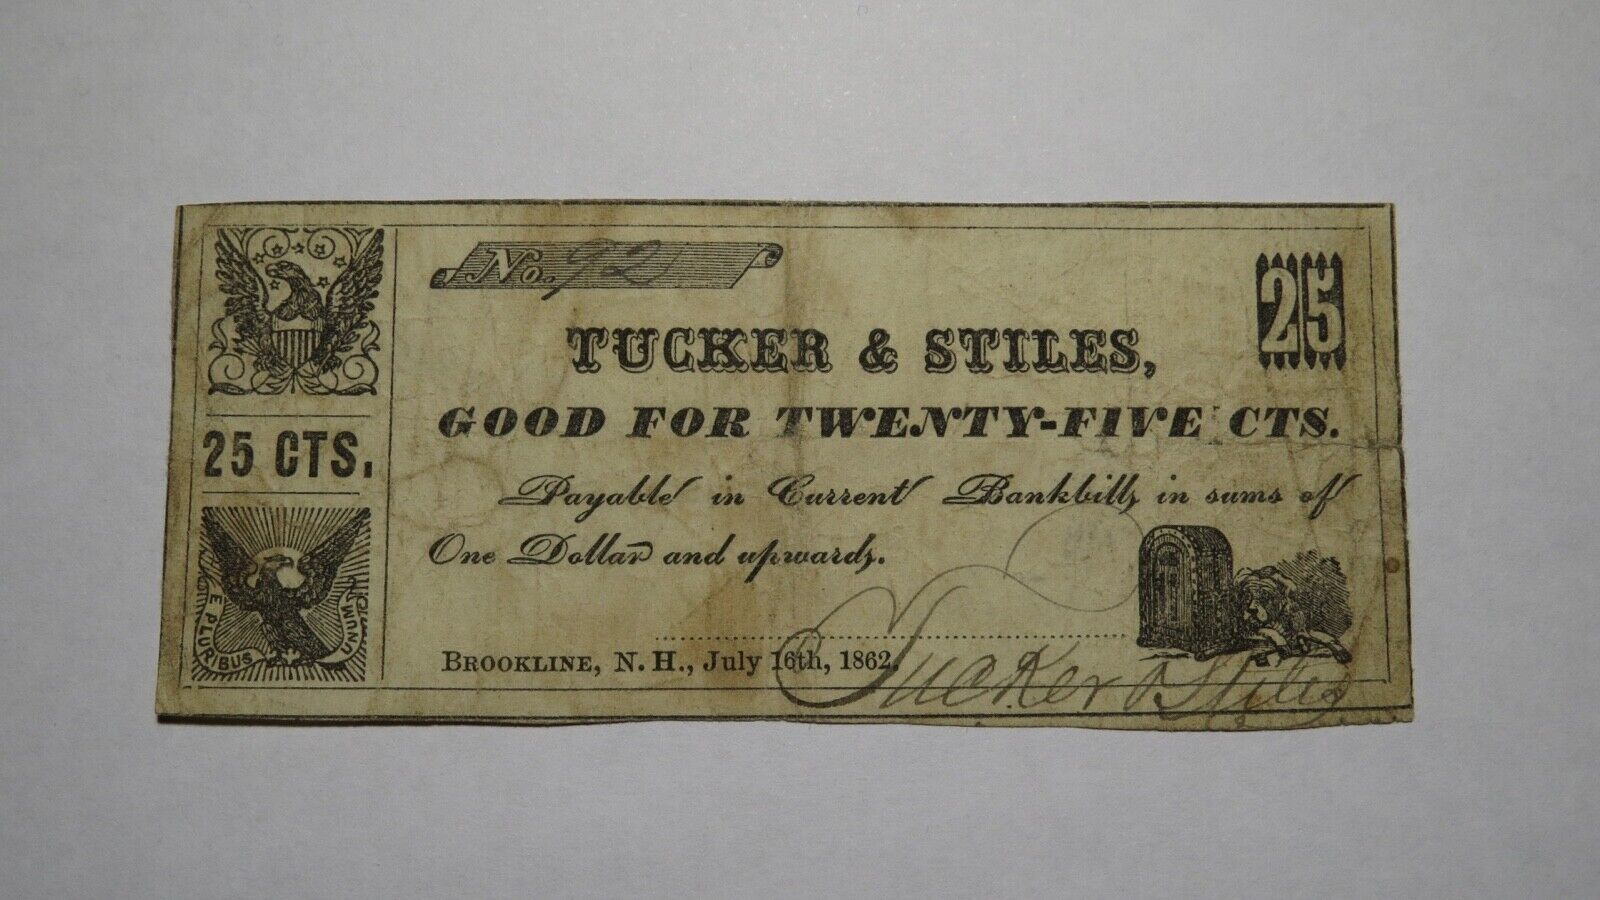 No. 92
25
TUCKER & STILES,
GOOD FOR TWENTY-FIVE CTS.
25 CTS.
Payable in Current Bankbills in sums of
One Dollar and upwards.
E PLURIBUS UNUM
BROOKLINE, N. H., July 16th, 1862.
Tucker & Stiles